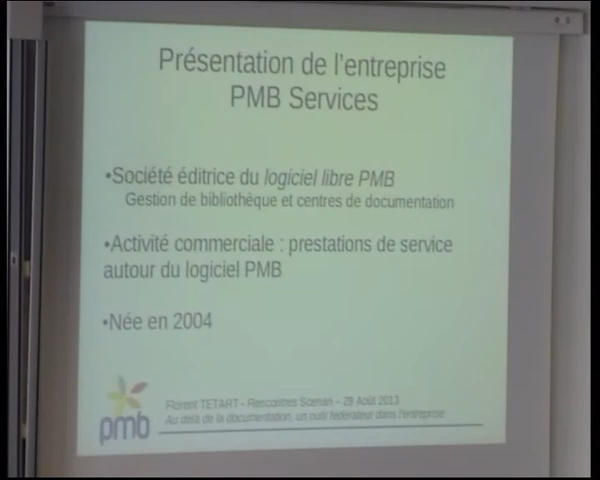 Présentation de l'entreprise
PMB Services
•Société éditrice du logiciel libre PMB
Gestion de bibliothèque et centres de documentation
•Activité commerciale : prestations de service
autour du logiciel PMB
•Née en 2004
pmb
Florent TETART - Rencontres Sœnan – 29 Août 2013
Au delà de la documentation, un outil fédérateur dans l'entreprise